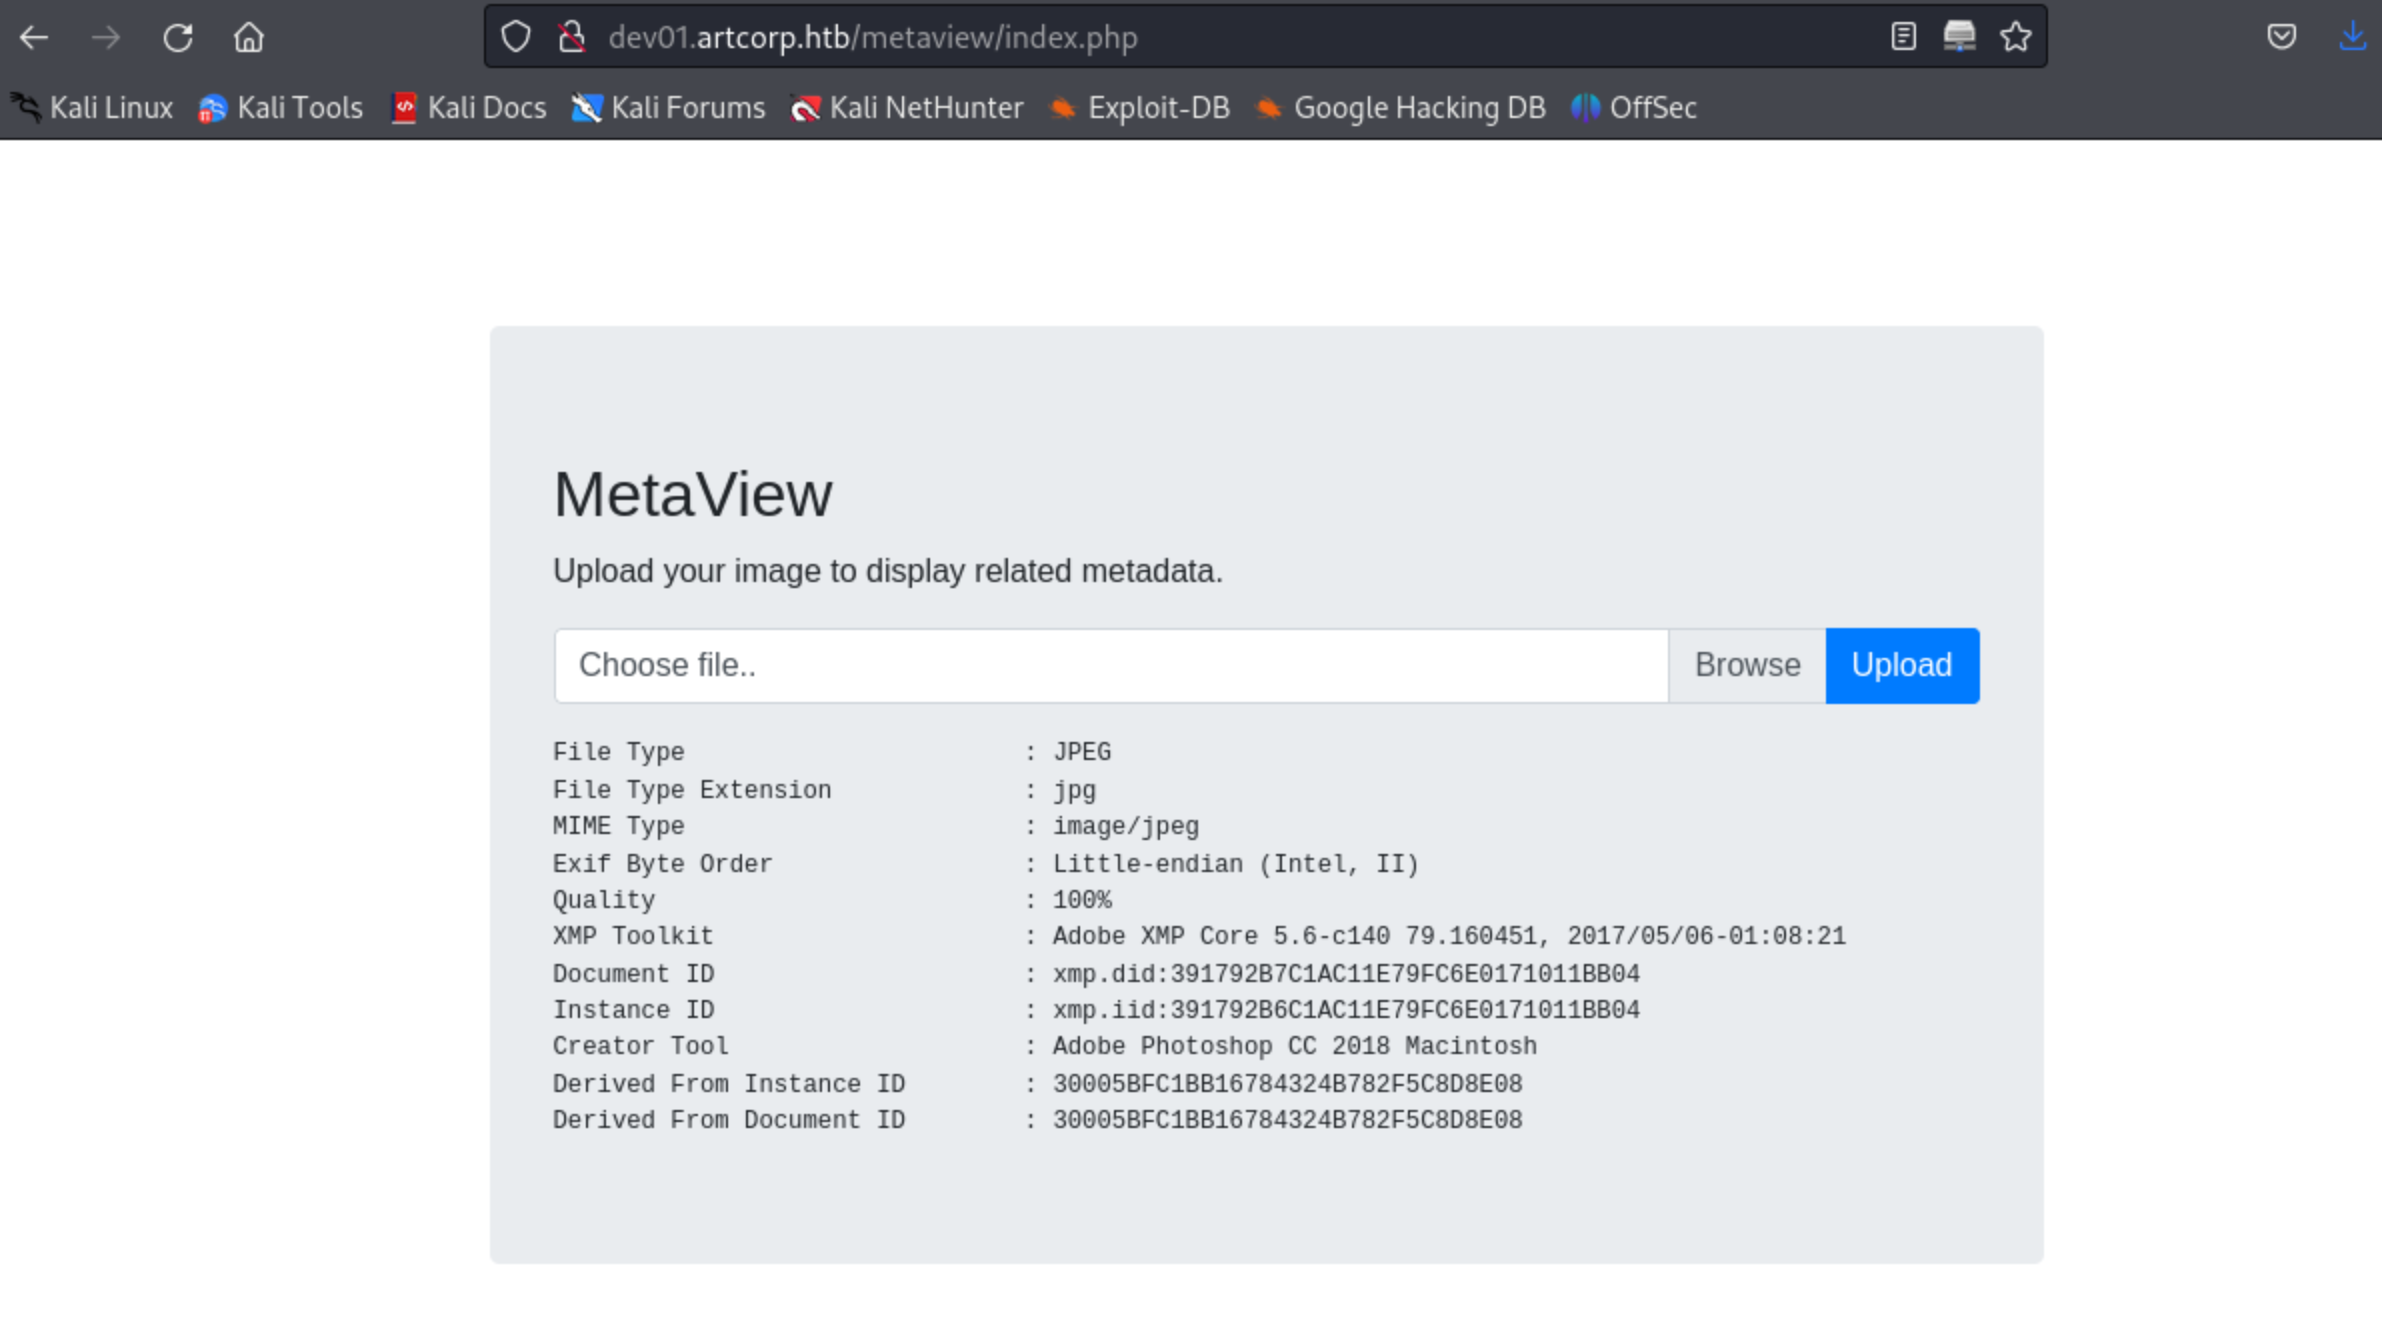 dev01.artcorp.htb/metaview/index.php
Kali Linux Kali Tools Kali Docs Kali Forums Kali NetHunter Exploit-DB Google Hacking DB OffSec
MetaView
Upload your image to display related metadata.
Choose file.. Browse Upload
File Type : JPEG
File Type Extension : jpg
MIME Type : image/jpeg
Exif Byte Order : Little-endian (Intel, II)
Quality : 100%
XMP Toolkit : Adobe XMP Core 5.6-c140 79.160451, 2017/05/06-01:08:21
Document ID : xmp.did:391792B7C1AC11E79FC6E0171011BB04
Instance ID : xmp.iid:391792B6C1AC11E79FC6E0171011BB04
Creator Tool : Adobe Photoshop CC 2018 Macintosh
Derived From Instance ID : 30005BFC1BB16784324B782F5C8D8E08
Derived From Document ID : 30005BFC1BB16784324B782F5C8D8E08